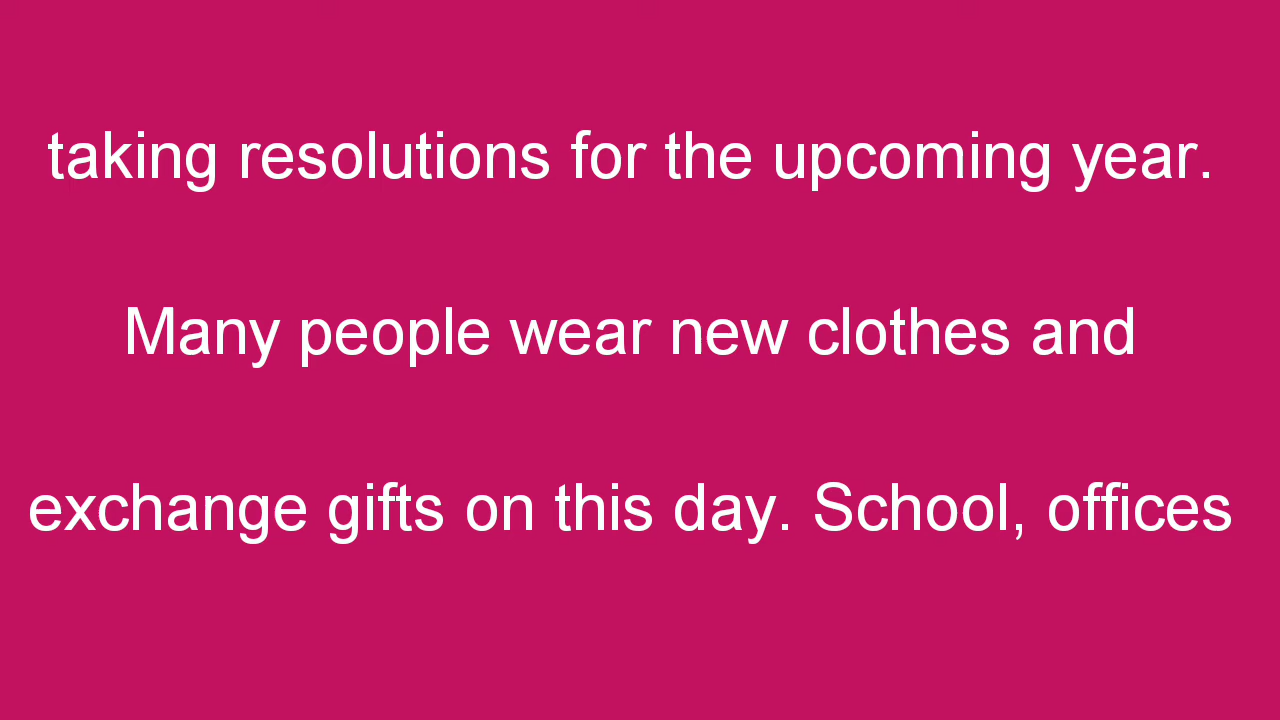 taking resolutions for the upcoming year.
Many people wear new clothes and
exchange gifts on this day. School, offices